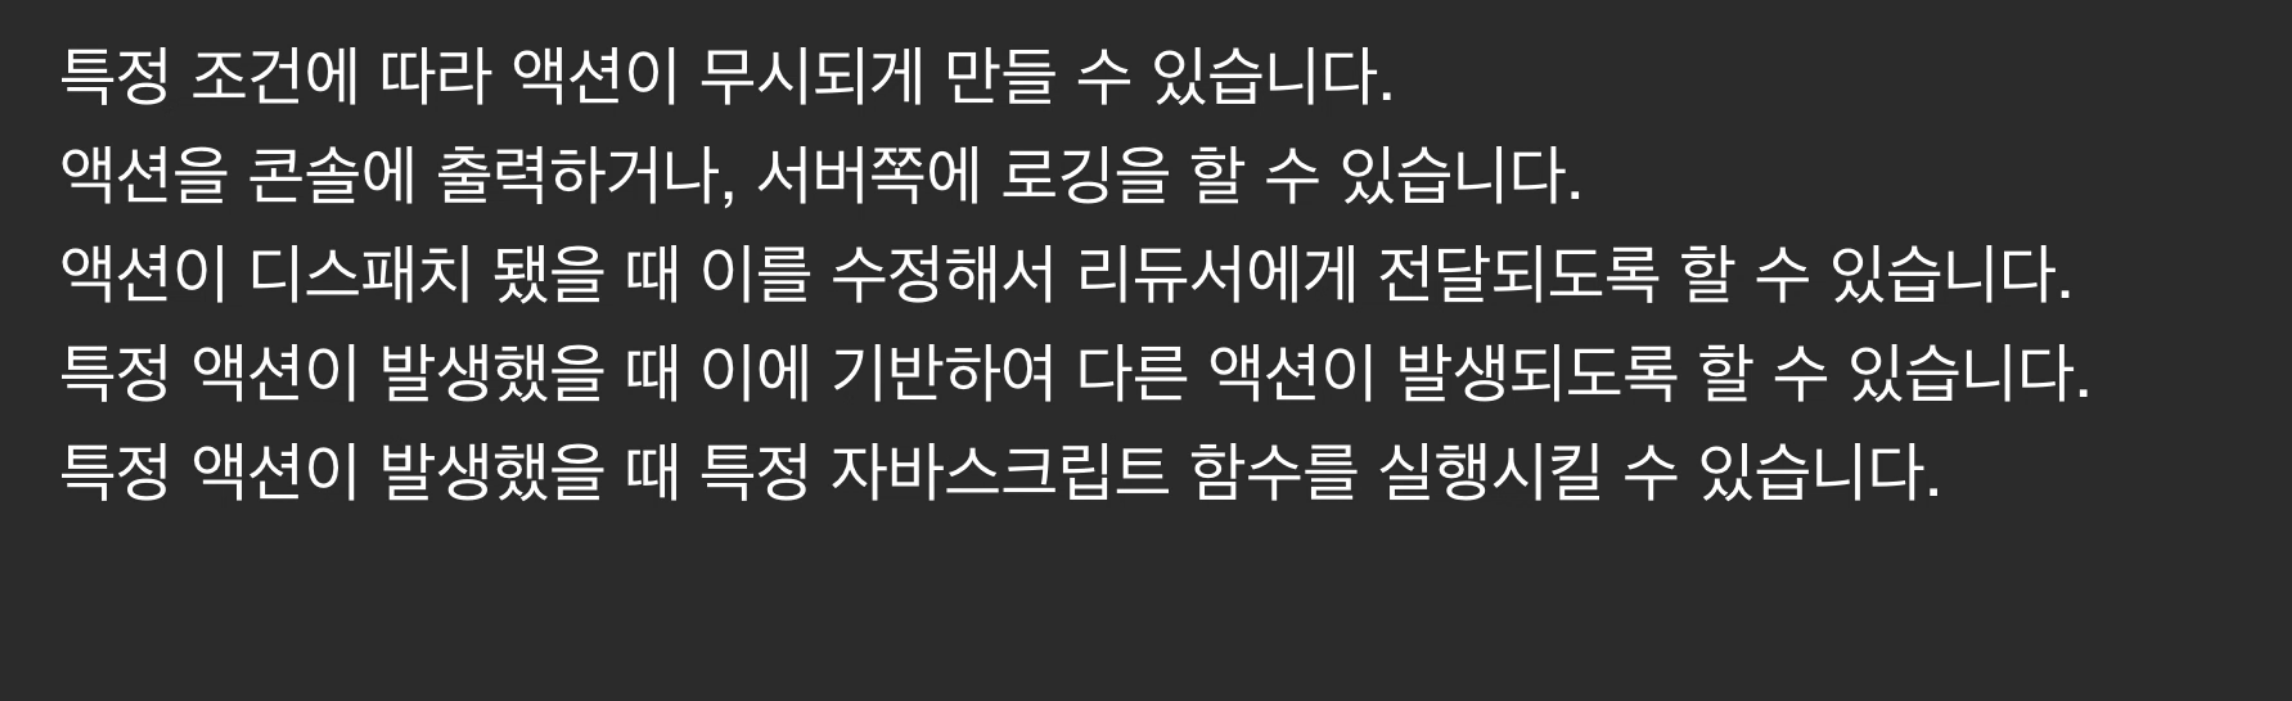 특정 조건에 따라 액션이 무시되게 만들 수 있습니다.
액션을 콘솔에 출력하거나, 서버쪽에 로깅을 할 수 있습니다.
액션이 디스패치 됐을 때 이를 수정해서 리듀서에게 전달되도록 할 수 있습니다.
특정 액션이 발생했을 때 이에 기반하여 다른 액션이 발생되도록 할 수 있습니다.
특정 액션이 발생했을 때 특정 자바스크립트 함수를 실행시킬 수 있습니다.